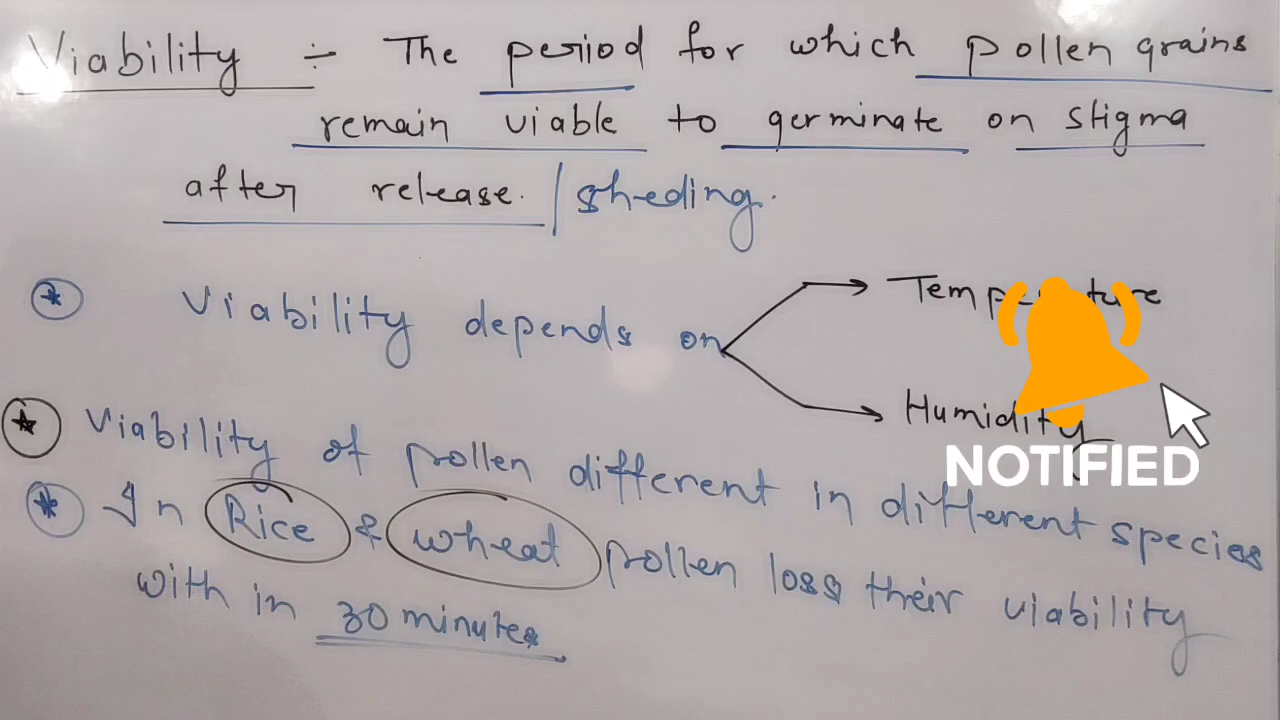 Viability ÷ The period for which pollen grains
remain viable to germinate on stigma
after release. / sheding.
* Viability depends on
Temperature
Humidity
NOTIFIED
* Viability of pollen different in different species
* In Rice & wheat pollen loss their viability
with in 30 minutes